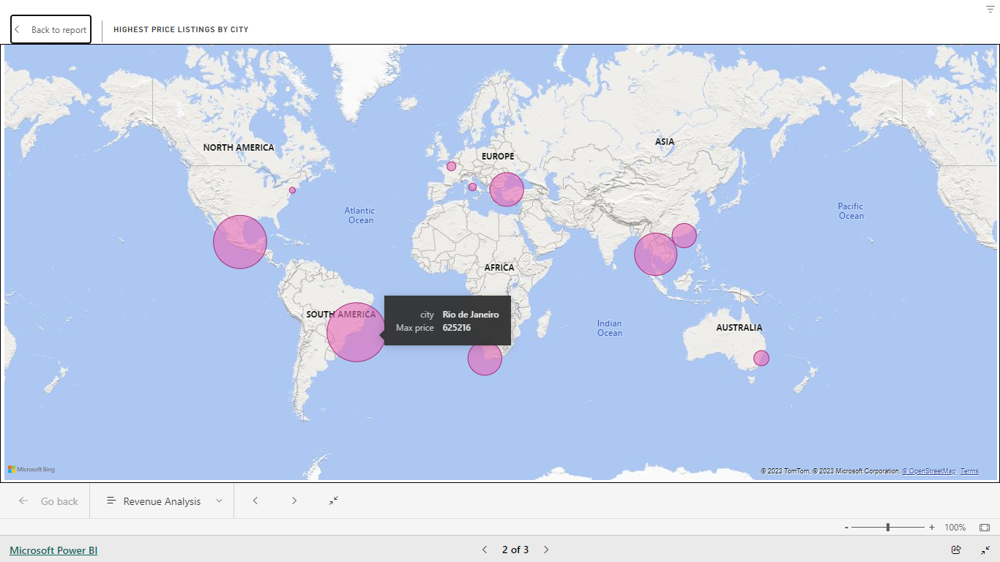 Back to report
HIGHEST PRICE LISTINGS BY CITY
NORTH AMERICA
ASIA
EUROPE
Atlantic
Ocean
Pacific
Ocean
AFRICA
SOUTH AMERICA
city Rio de Janeiro
Max price 625216
Indian
Ocean
AUSTRALIA
Microsoft Bing
© 2023 TomTom, © 2023 Microsoft Corporation, © OpenStreetMap Terms
Go back
Revenue Analysis
- + 100%
Microsoft Power BI
2 of 3